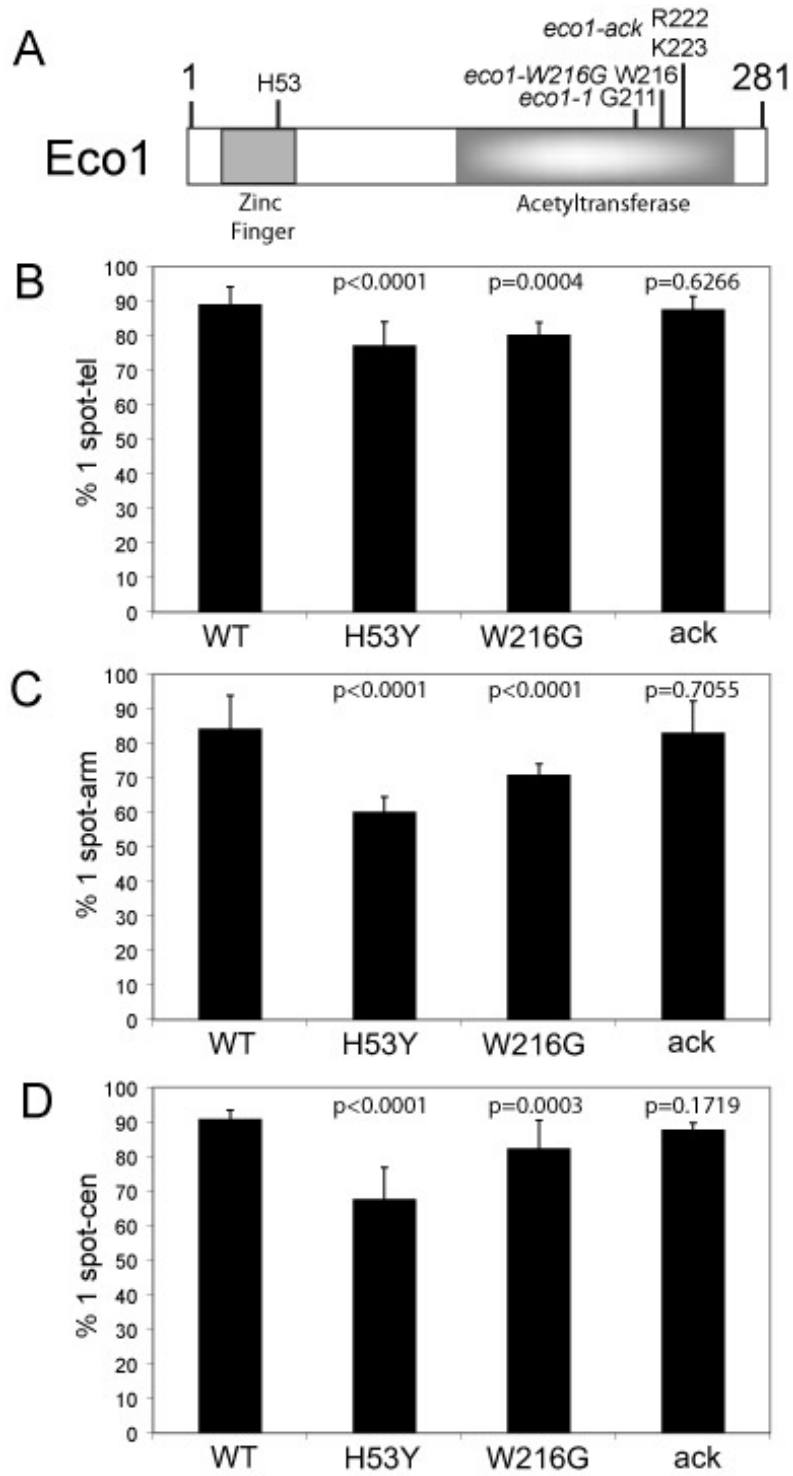 A
eco1-ack R222
K223
1
H53
eco1-W216G W216
eco1-1 G211
281
Eco1
Zinc
Finger
Acetyltransferase
B
% 1 spot-tel
100
90
80
70
60
50
40
30
20
10
0
p<0.0001 p=0.0004 p=0.6266
WT H53Y W216G ack
C
% 1 spot-arm
100
90
80
70
60
50
40
30
20
10
0
p<0.0001 p<0.0001 p=0.7055
WT H53Y W216G ack
D
% 1 spot-cen
100
90
80
70
60
50
40
30
20
10
0
p<0.0001 p=0.0003 p=0.1719
WT H53Y W216G ack